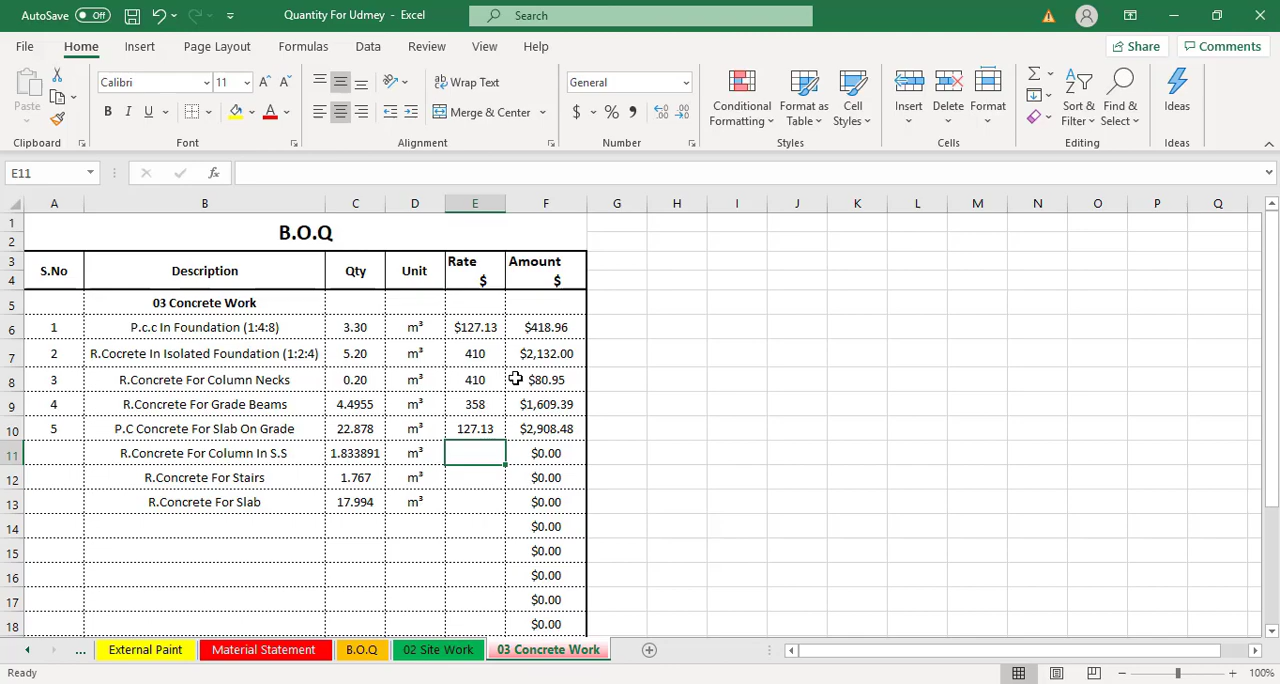 AutoSave Off Quantity For Udmey - Excel Search
File Home Insert Page Layout Formulas Data Review View Help Share Comments
Paste Calibri 11 A A Wrap Text General Conditional Formatting Format as Table Cell Styles Insert Delete Format Sort & Filter Find & Select Ideas
B I U A Merge & Center $ % ,
Clipboard Font Alignment Number Styles Cells Editing Ideas
E11 fx
A B C D E F G H I J K L M N O P Q
1 B.O.Q
2
3 S.No Description Qty Unit Rate Amount
4 $ $
5 03 Concrete Work
6 1 P.c.c In Foundation (1:4:8) 3.30 m³ $127.13 $418.96
7 2 R.Cocrete In Isolated Foundation (1:2:4) 5.20 m³ 410 $2,132.00
8 3 R.Concrete For Column Necks 0.20 m³ 410 $80.95
9 4 R.Concrete For Grade Beams 4.4955 m³ 358 $1,609.39
10 5 P.C Concrete For Slab On Grade 22.878 m³ 127.13 $2,908.48
11 R.Concrete For Column In S.S 1.833891 m³ $0.00
12 R.Concrete For Stairs 1.767 m³ $0.00
13 R.Concrete For Slab 17.994 m³ $0.00
14 $0.00
15 $0.00
16 $0.00
17 $0.00
18 $0.00
... External Paint Material Statement B.O.Q 02 Site Work 03 Concrete Work
Ready 100%